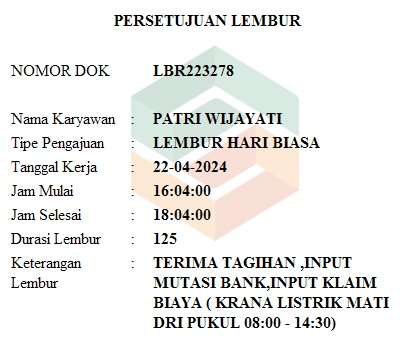 PERSETUJUAN LEMBUR
NOMOR DOK LBR223278
Nama Karyawan : PATRI WIJAYATI
Tipe Pengajuan : LEMBUR HARI BIASA
Tanggal Kerja : 22-04-2024
Jam Mulai : 16:04:00
Jam Selesai : 18:04:00
Durasi Lembur : 125
Keterangan : TERIMA TAGIHAN ,INPUT
Lembur MUTASI BANK,INPUT KLAIM
BIAYA ( KRANA LISTRIK MATI
DRI PUKUL 08:00 - 14:30)